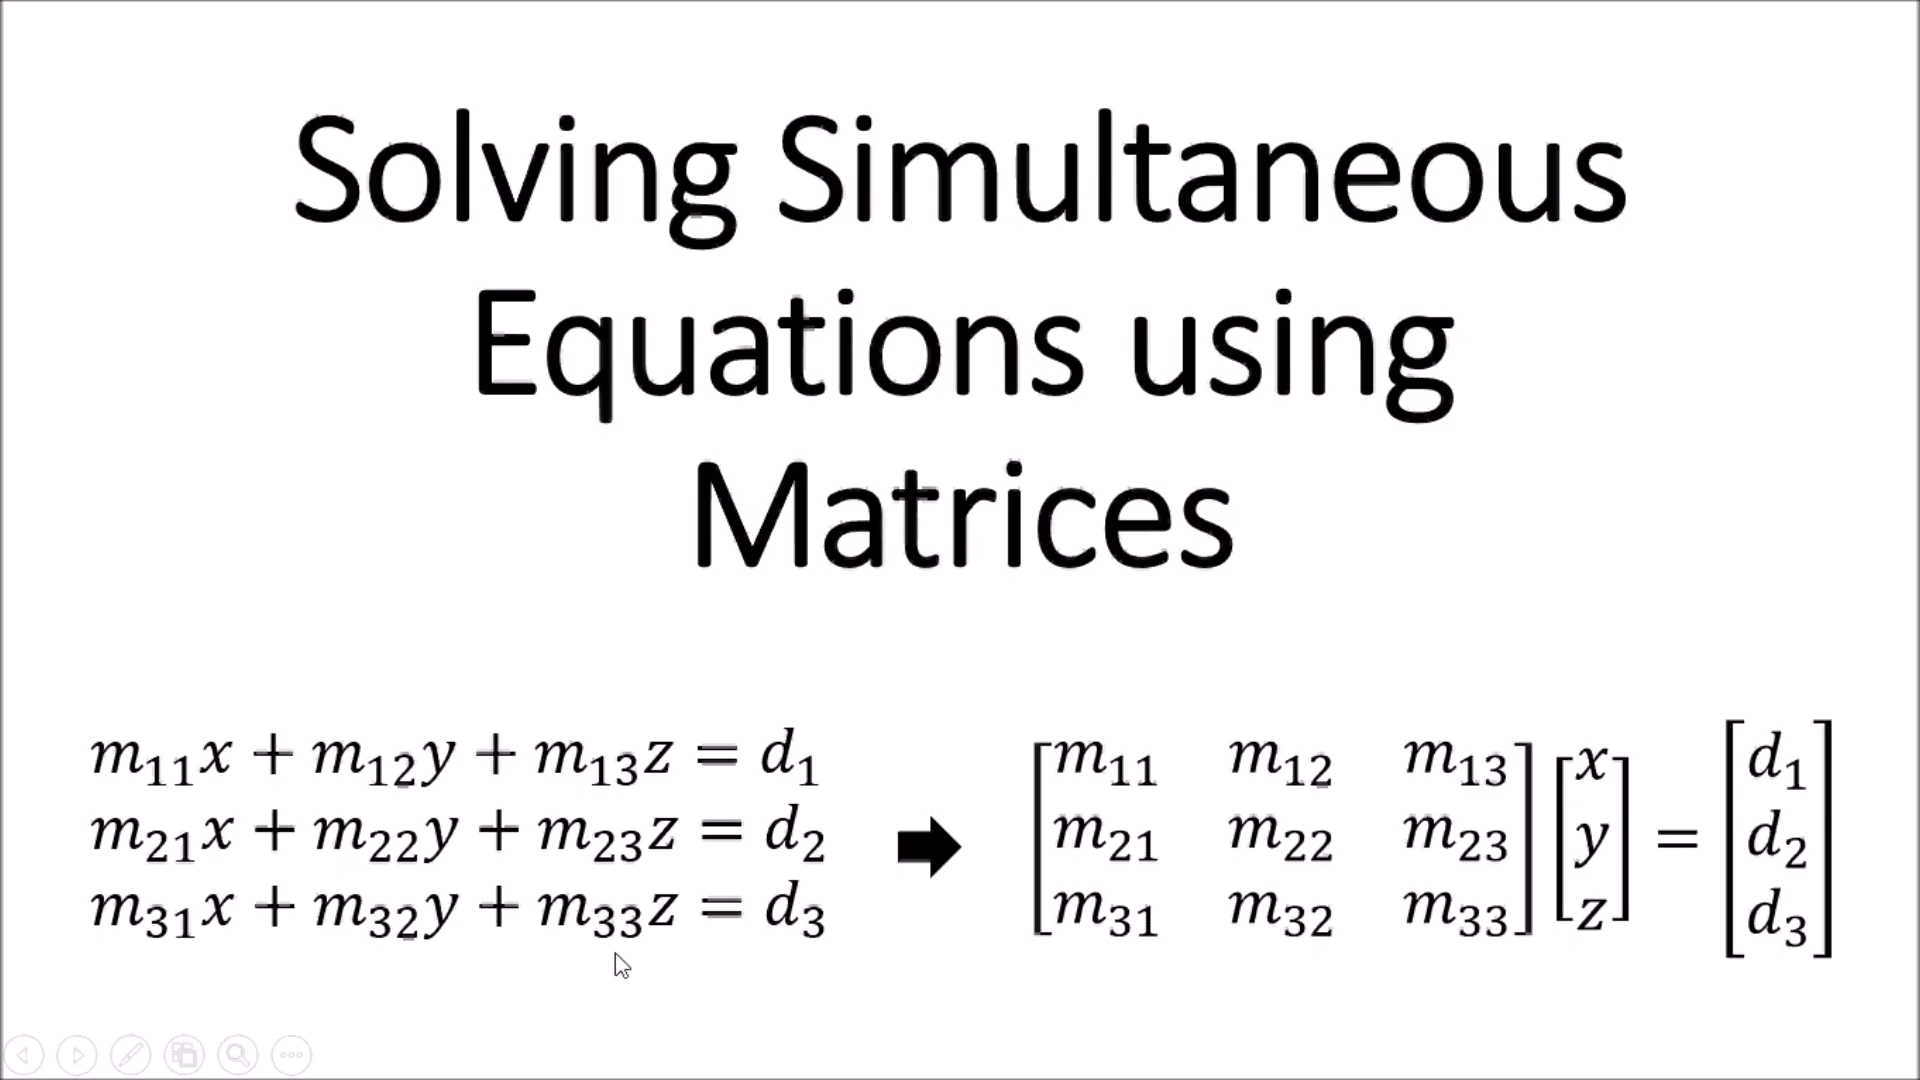 Solving Simultaneous
Equations using
Matrices
m₁₁x + m₁₂y + m₁₃z = d₁
m₂₁x + m₂₂y + m₂₃z = d₂
m₃₁x + m₃₂y + m₃₃z = d₃
[m₁₁ m₁₂ m₁₃] [x] [d₁]
[m₂₁ m₂₂ m₂₃] [y] = [d₂]
[m₃₁ m₃₂ m₃₃] [z] [d₃]